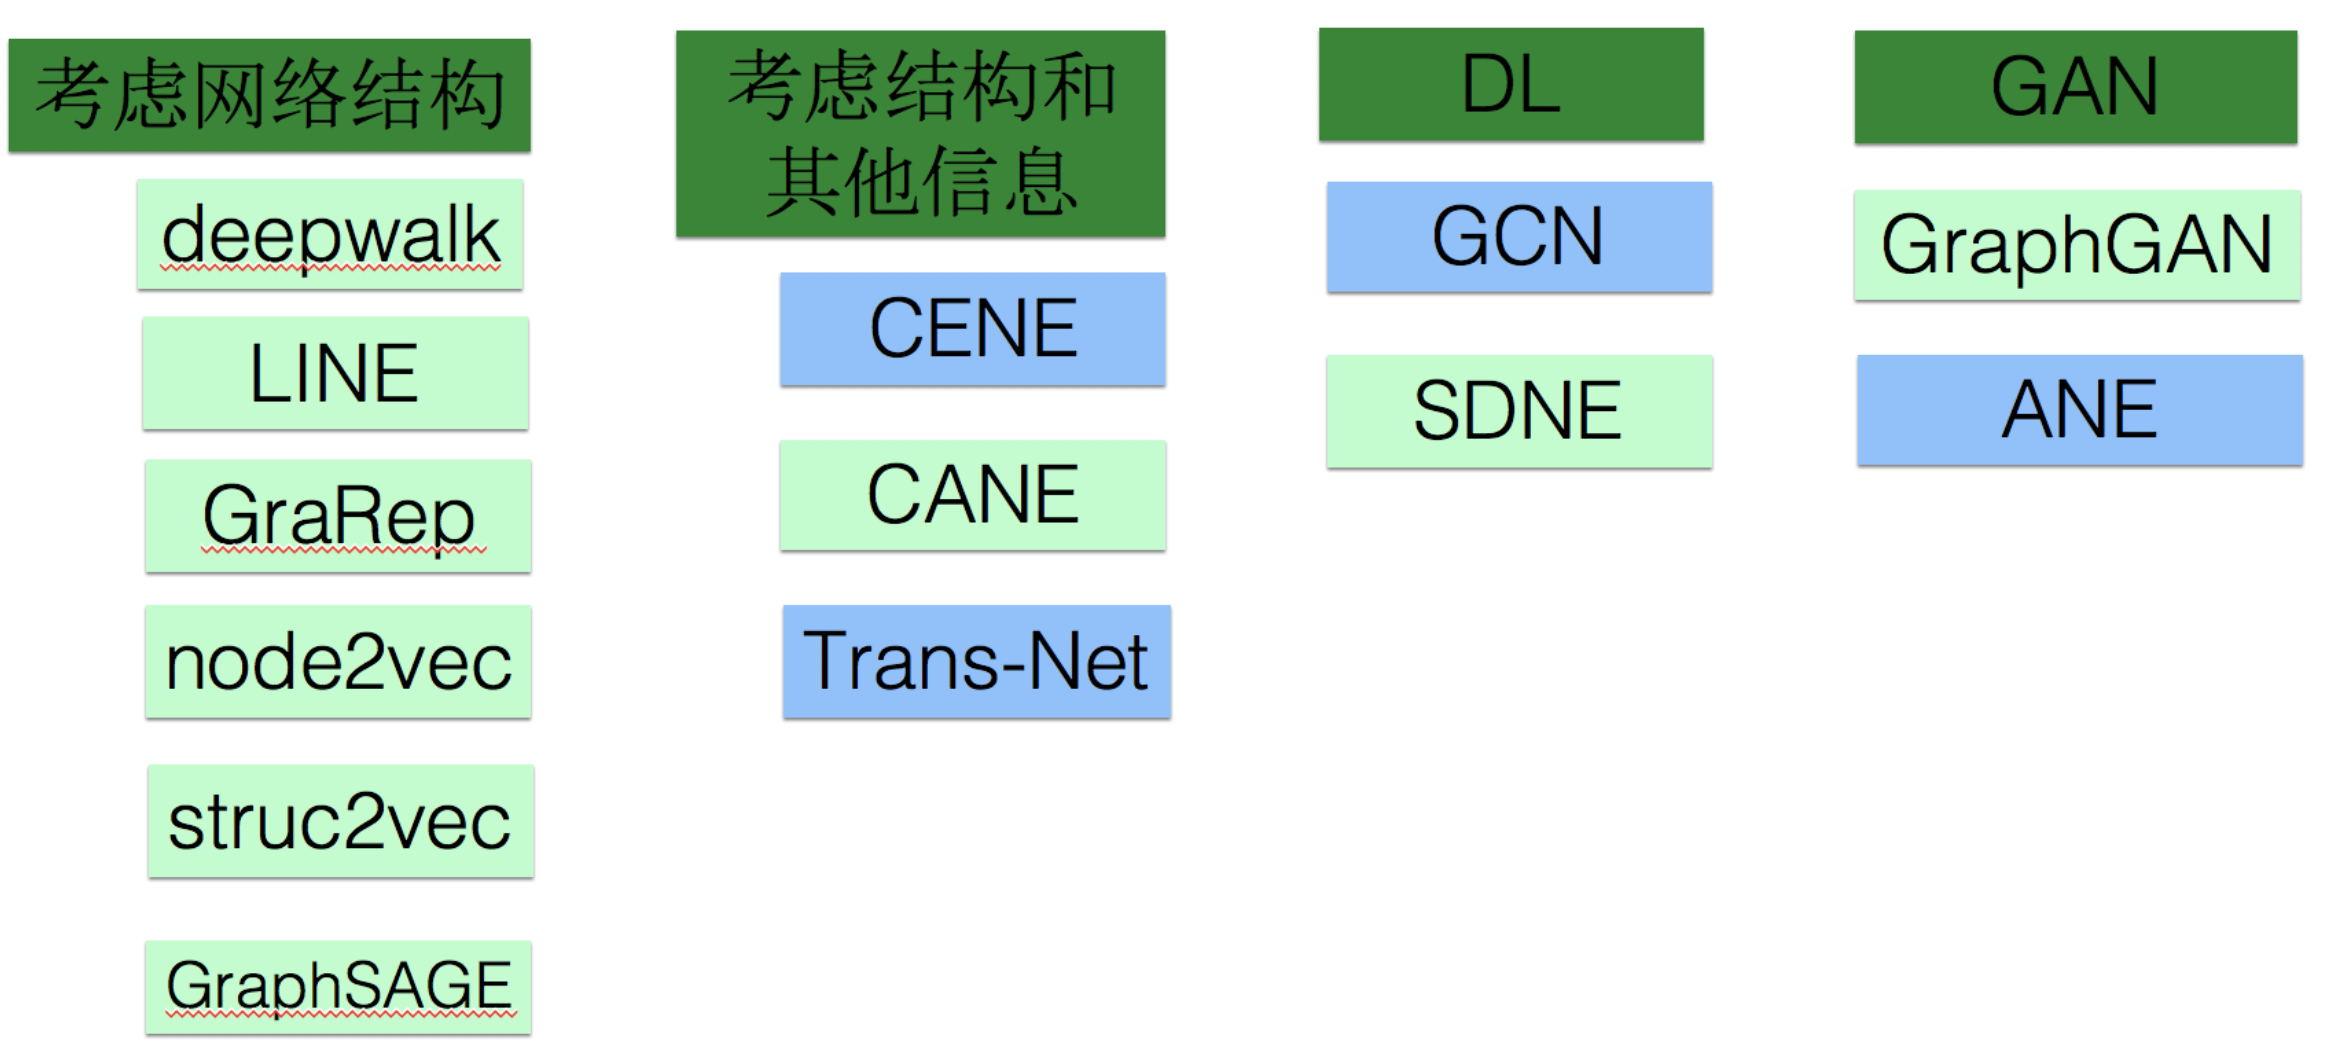 考虑网络结构
deepwalk
LINE
GraRep
node2vec
struc2vec
GraphSAGE
考虑结构和
其他信息
CENE
CANE
Trans-Net
DL
GCN
SDNE
GAN
GraphGAN
ANE